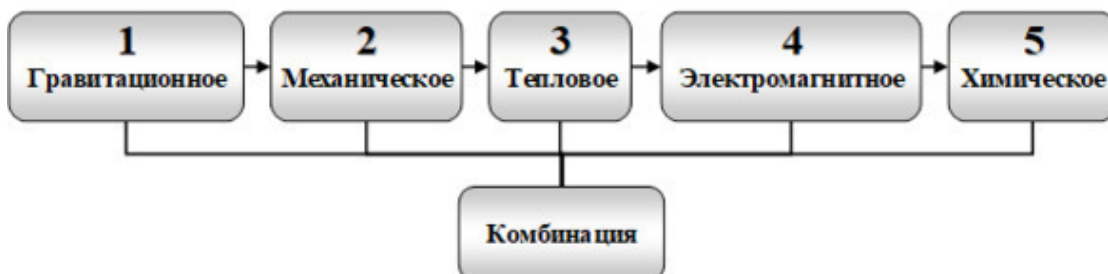 1
Гравитационное
2
Механическое
3
Тепловое
4
Электромагнитное
5
Химическое
Комбинация